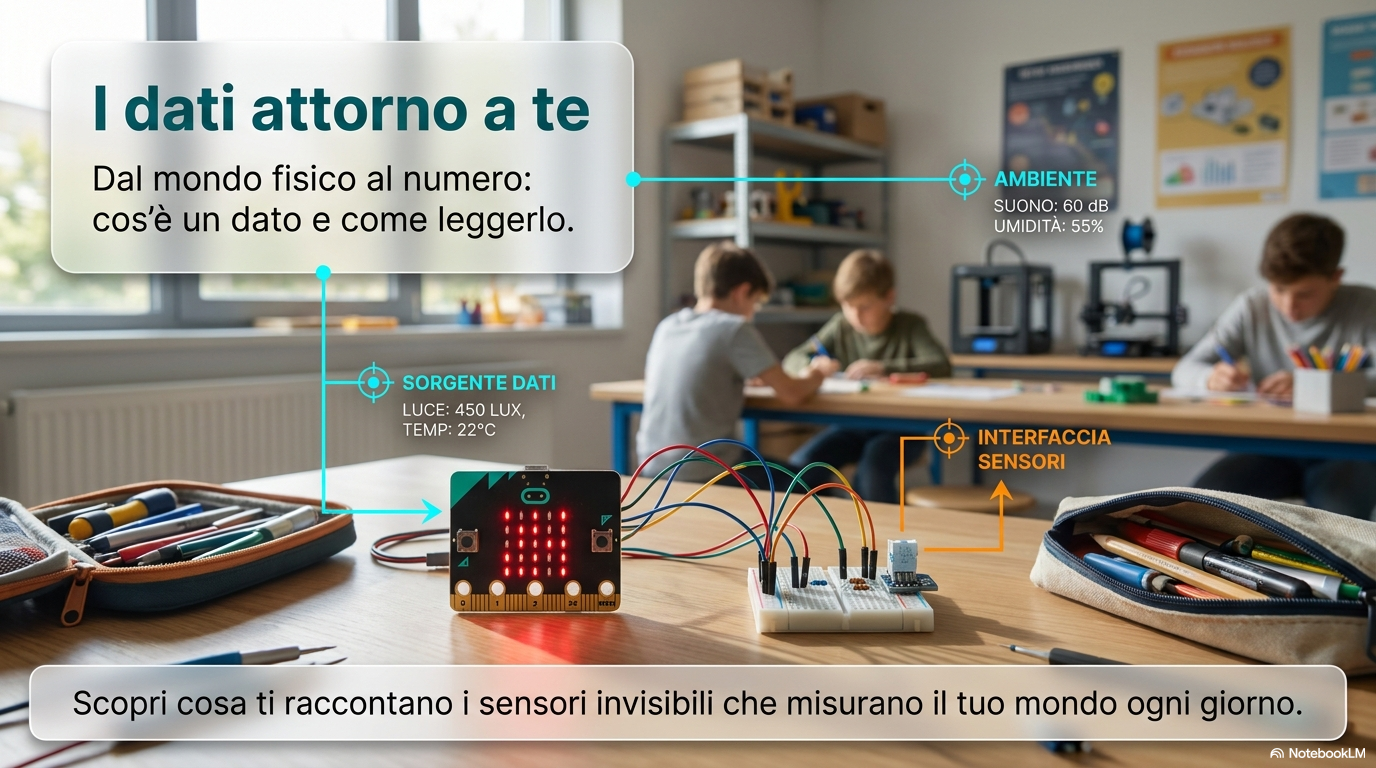 I dati attorno a te
Dal mondo fisico al numero:
cos'è un dato e come leggerlo.
AMBIENTE
SUONO: 60 dB
UMIDITÀ: 55%
SORGENTE DATI
LUCE: 450 LUX,
TEMP: 22°C
INTERFACCIA
SENSORI
0 1
Scopri cosa ti raccontano i sensori invisibili che misurano il tuo mondo ogni giorno.
NotebookLM